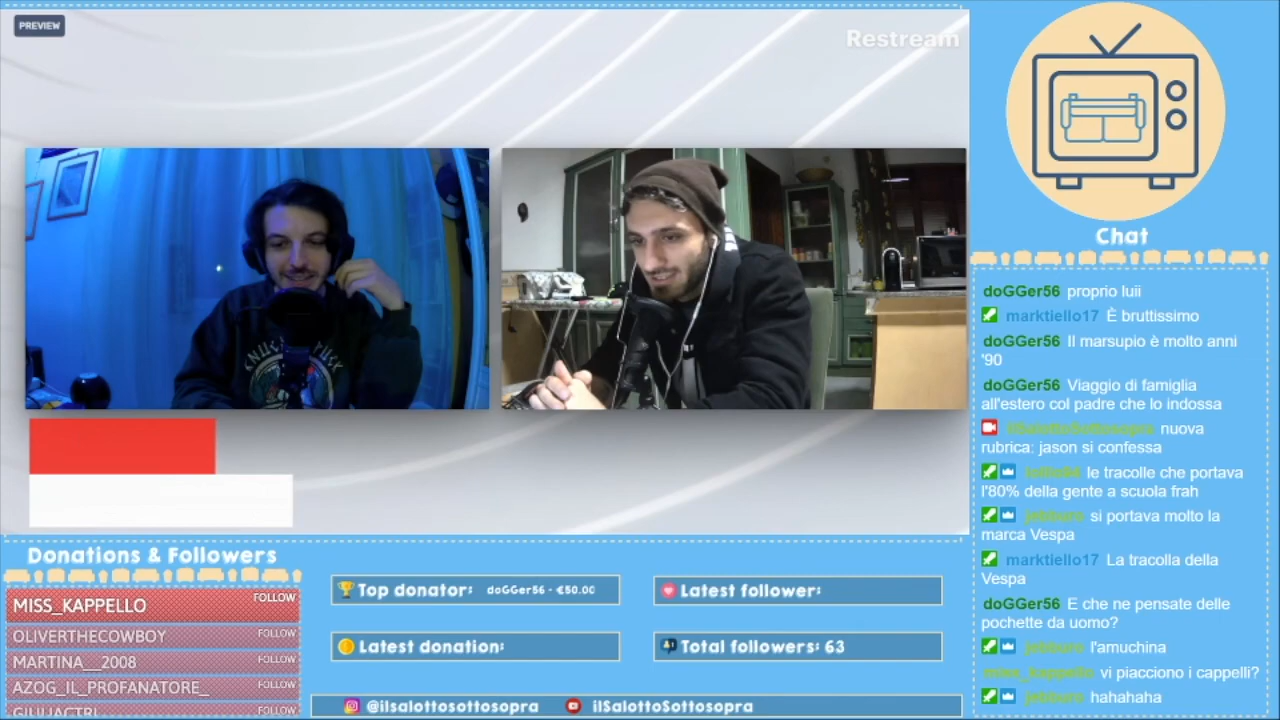 PREVIEW
Restream
Chat
doGGer56 proprio luii
marktiello17 È bruttissimo
doGGer56 Il marsupio è molto anni
'90
doGGer56 Viaggio di famiglia
all'estero col padre che lo indossa
ilSalottoSottosopra nuova
rubrica: jason si confessa
le tracolle che portava
l'80% della gente a scuola frah
si portava molto la
marca Vespa
marktiello17 La tracolla della
Vespa
doGGer56 E che ne pensate delle
pochette da uomo?
l'amuchina
miss_kappello vi piacciono i cappelli?
hahahaha
Donations & Followers
MISS_KAPPELLO FOLLOW
OLIVERTHECOWBOY FOLLOW
MARTINA__2008 FOLLOW
AZOG_IL_PROFANATORE_ FOLLOW
FOLLOW
Top donator: doGGer56 - €50.00
Latest follower:
Latest donation:
Total followers: 63
@ilsalottosottosopra
ilSalottoSottosopra